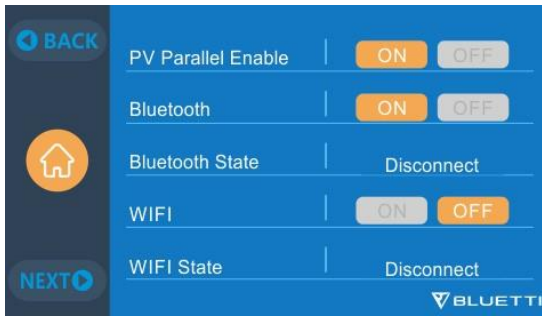 BACK
PV Parallel Enable ON OFF
Bluetooth ON OFF
Bluetooth State Disconnect
WIFI ON OFF
WIFI State Disconnect
NEXT
BLUETTI